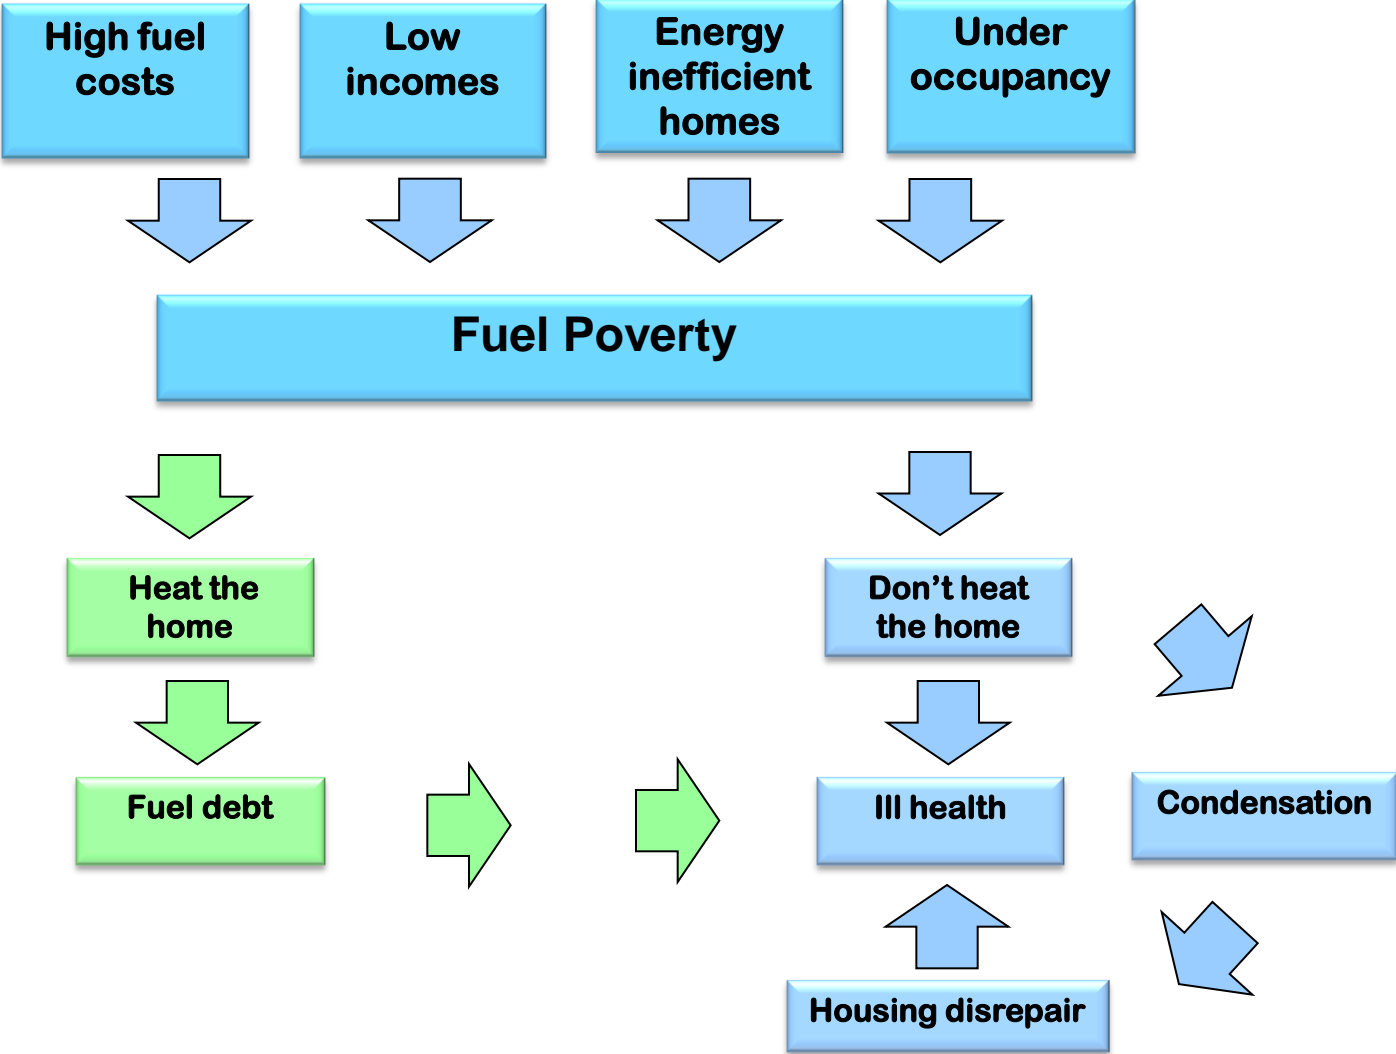 High fuel
costs
Low
incomes
Energy
inefficient
homes
Under
occupancy
Fuel Poverty
Heat the
home
Don’t heat
the home
Fuel debt
Ill health
Condensation
Housing disrepair